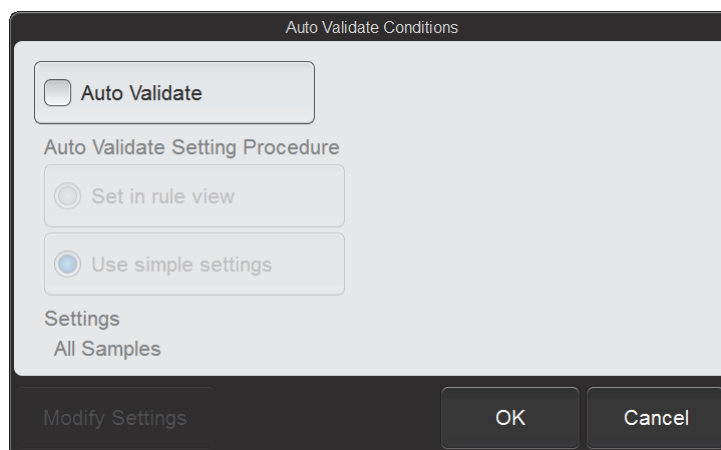 Auto Validate Conditions
Auto Validate
Auto Validate Setting Procedure
Set in rule view
Use simple settings
Settings
All Samples
Modify Settings
OK
Cancel